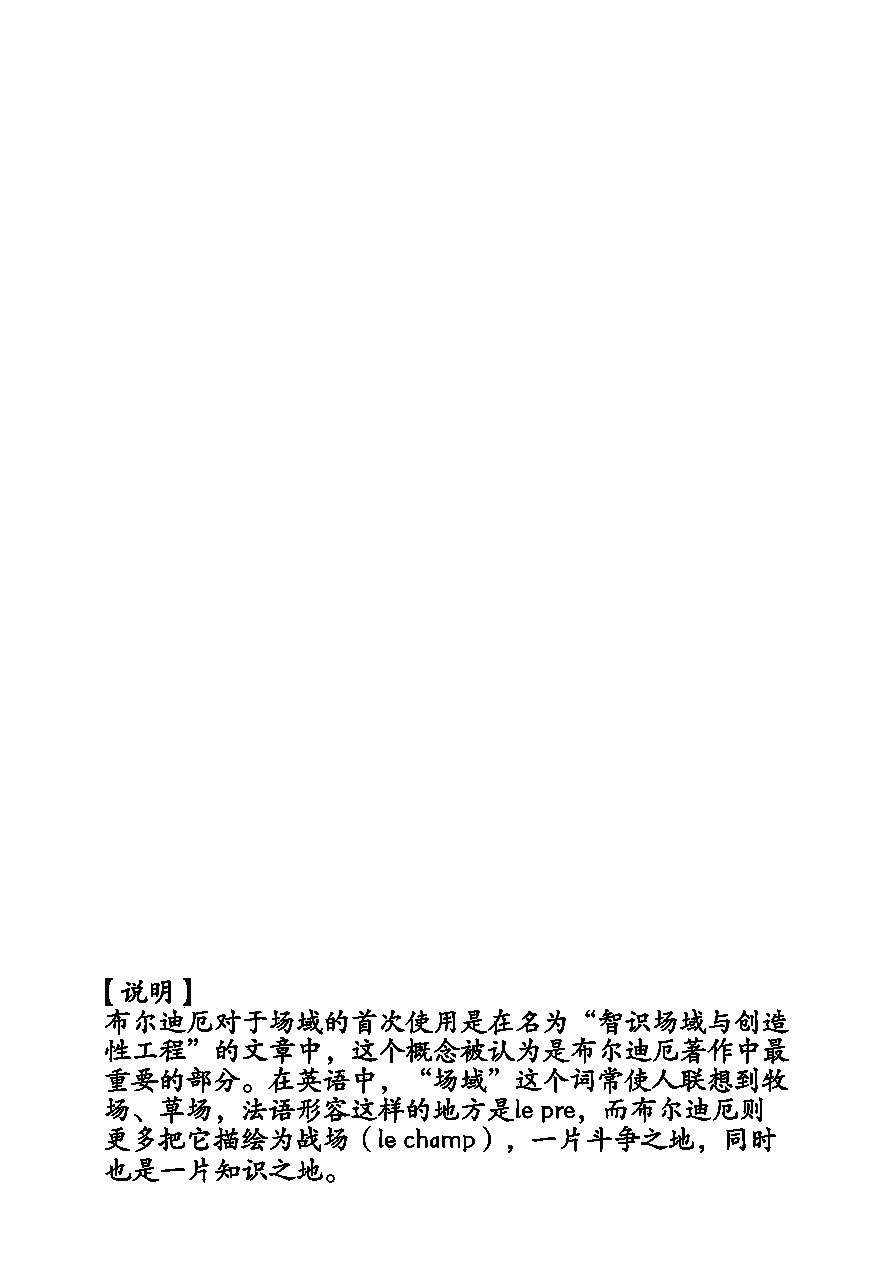 【说明】
布尔迪厄对于场域的首次使用是在名为“智识场域与创造
性工程”的文章中，这个概念被认为是布尔迪厄著作中最
重要的部分。在英语中，“场域”这个词常使人联想到牧
场、草场，法语形容这样的地方是le pre，而布尔迪厄则
更多把它描绘为战场（le champ），一片斗争之地，同时
也是一片知识之地。